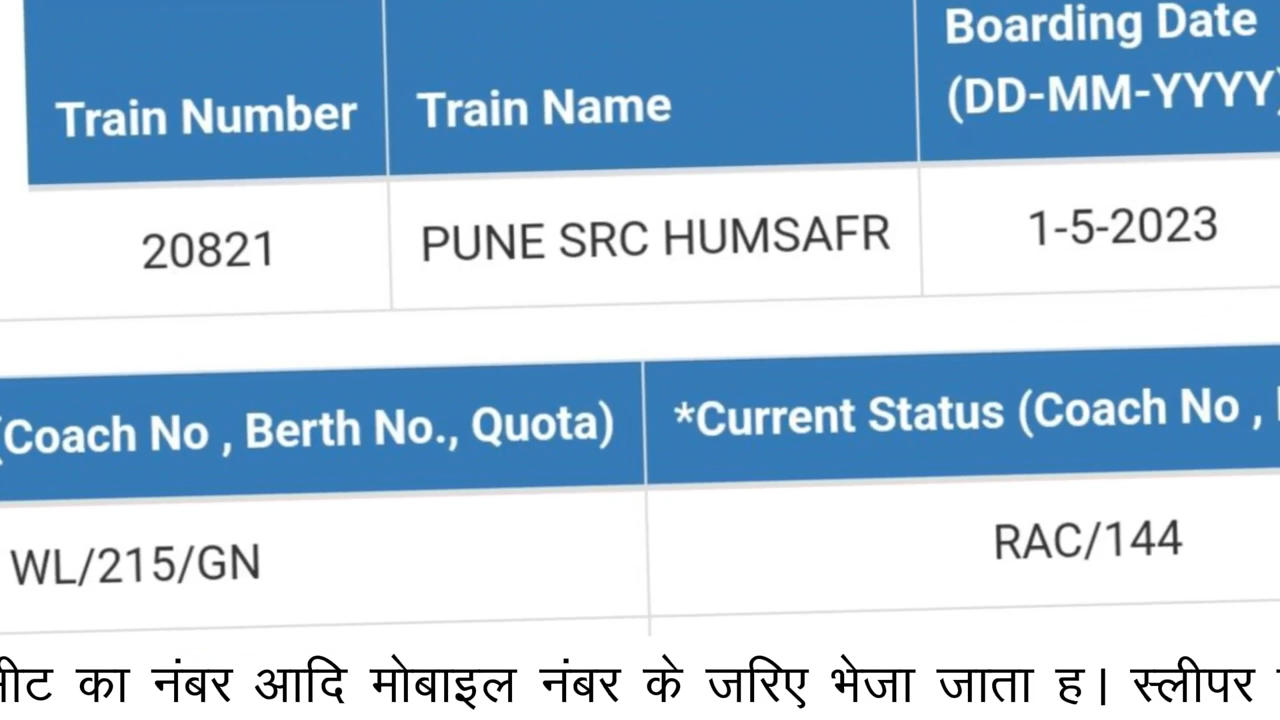 Boarding Date
Train Number Train Name (DD-MM-YYYY)
20821 PUNE SRC HUMSAFR 1-5-2023
(Coach No , Berth No., Quota) *Current Status (Coach No ,
WL/215/GN RAC/144
का नंबर आदि मोबाइल नंबर के जरिए भेजा जाता ह। स्लीपर